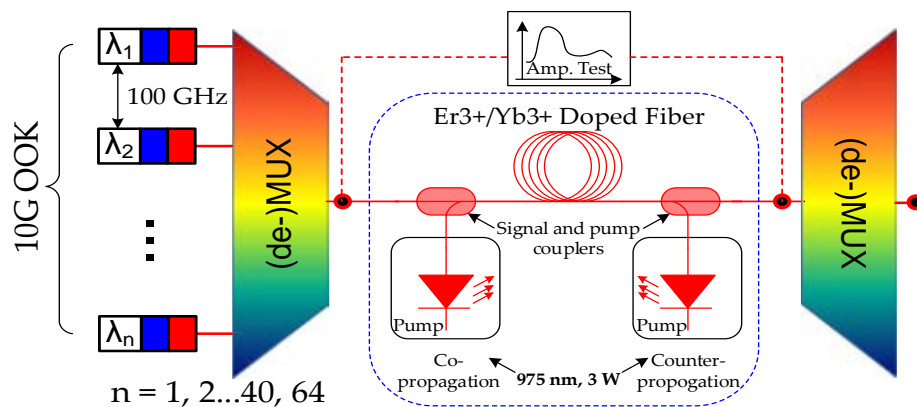 λ1
100 GHz
λ2
λn
10G OOK
n = 1, 2...40, 64
(de-)MUX
Amp. Test
Er3+/Yb3+ Doped Fiber
Signal and pump
couplers
Pump
Pump
Co-
propagation
975 nm, 3 W
Counter-
propogation
(de-)MUX